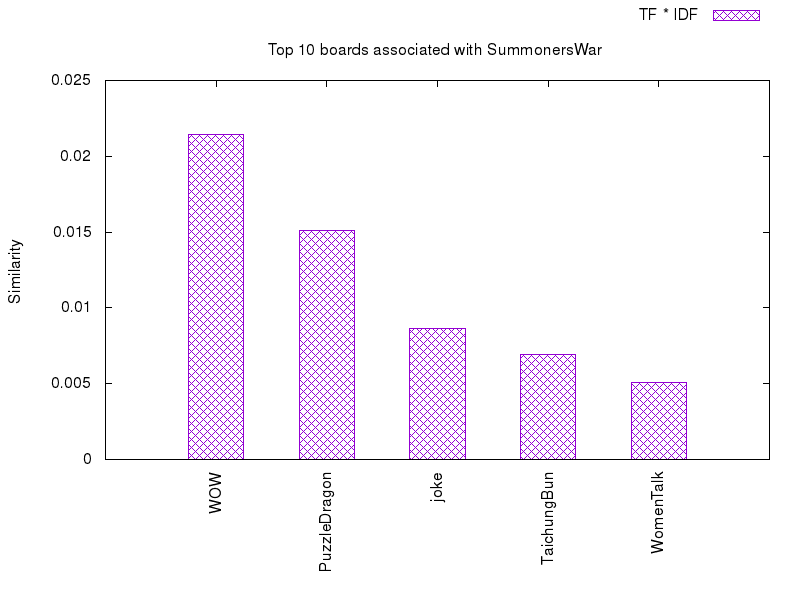 TF * IDF
Top 10 boards associated with SummonersWar
0.025
0.02
0.015
0.01
0.005
0
Similarity
WOW
PuzzleDragon
joke
TaichungBun
WomenTalk